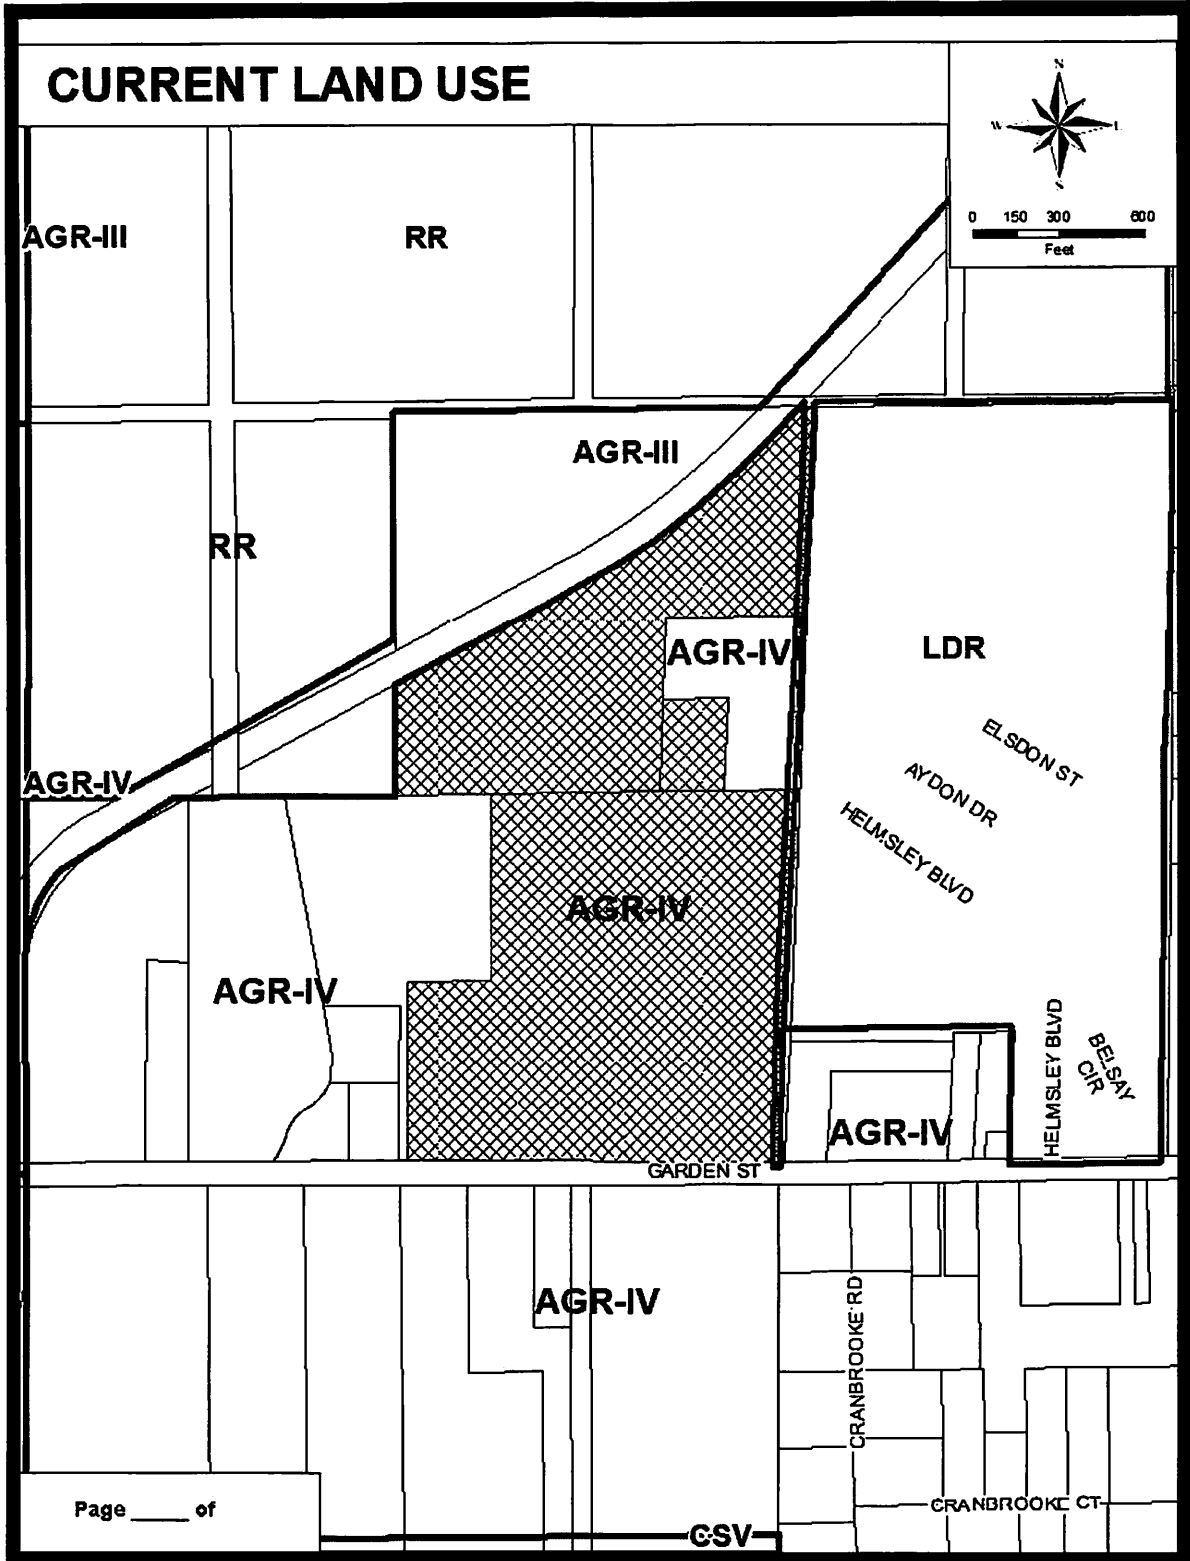 CURRENT LAND USE
N
W E
S
0 150 300 600
Feet
AGR-III
RR
AGR-III
RR
AGR-IV
LDR
ELSDON ST
AYDON DR
HELMSLEY BLVD
AGR-IV
AGR-IV
AGR-IV
HELMSLEY BLVD
BELSAY
CIR
AGR-IV
GARDEN ST
AGR-IV
CRANBROOKE RD
CRANBROOKE CT
Page _____ of
CSV